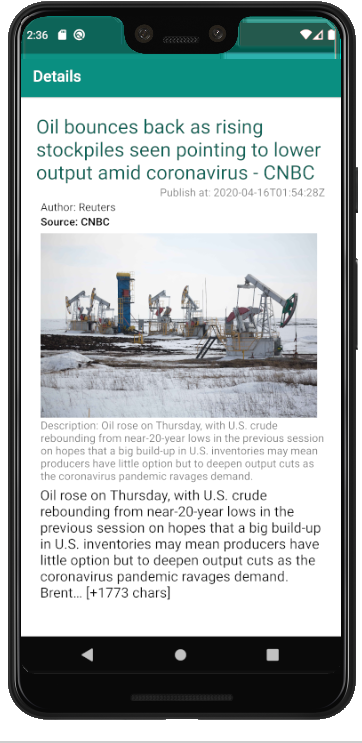 2:36
Details
Oil bounces back as rising
stockpiles seen pointing to lower
output amid coronavirus - CNBC
Publish at: 2020-04-16T01:54:28Z
Author: Reuters
Source: CNBC
Description: Oil rose on Thursday, with U.S. crude
rebounding from near-20-year lows in the previous session
on hopes that a big build-up in U.S. inventories may mean
producers have little option but to deepen output cuts as
the coronavirus pandemic ravages demand.
Oil rose on Thursday, with U.S. crude
rebounding from near-20-year lows in the
previous session on hopes that a big build-up
in U.S. inventories may mean producers have
little option but to deepen output cuts as the
coronavirus pandemic ravages demand.
Brent… [+1773 chars]